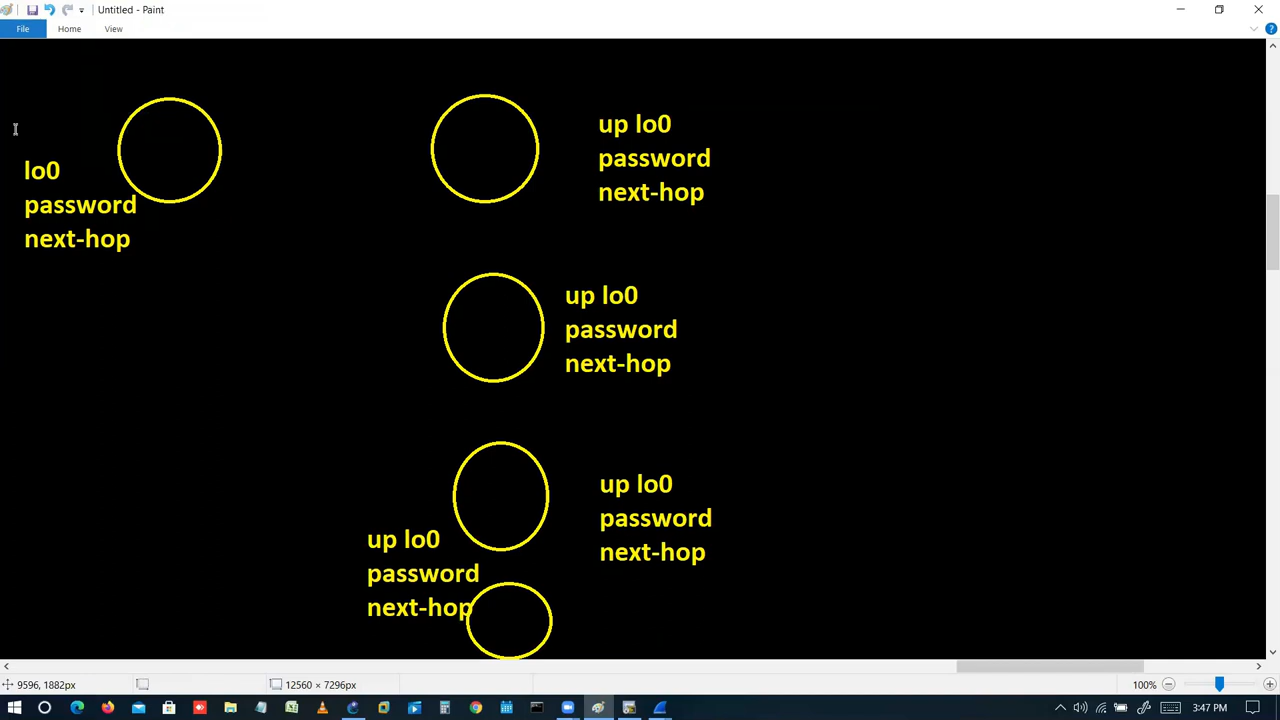 Untitled - Paint
File Home View
lo0
password
next-hop
up lo0
password
next-hop
up lo0
password
next-hop
up lo0
password
next-hop
up lo0
password
next-hop
9596, 1882px
12560 × 7296px
100%
3:47 PM